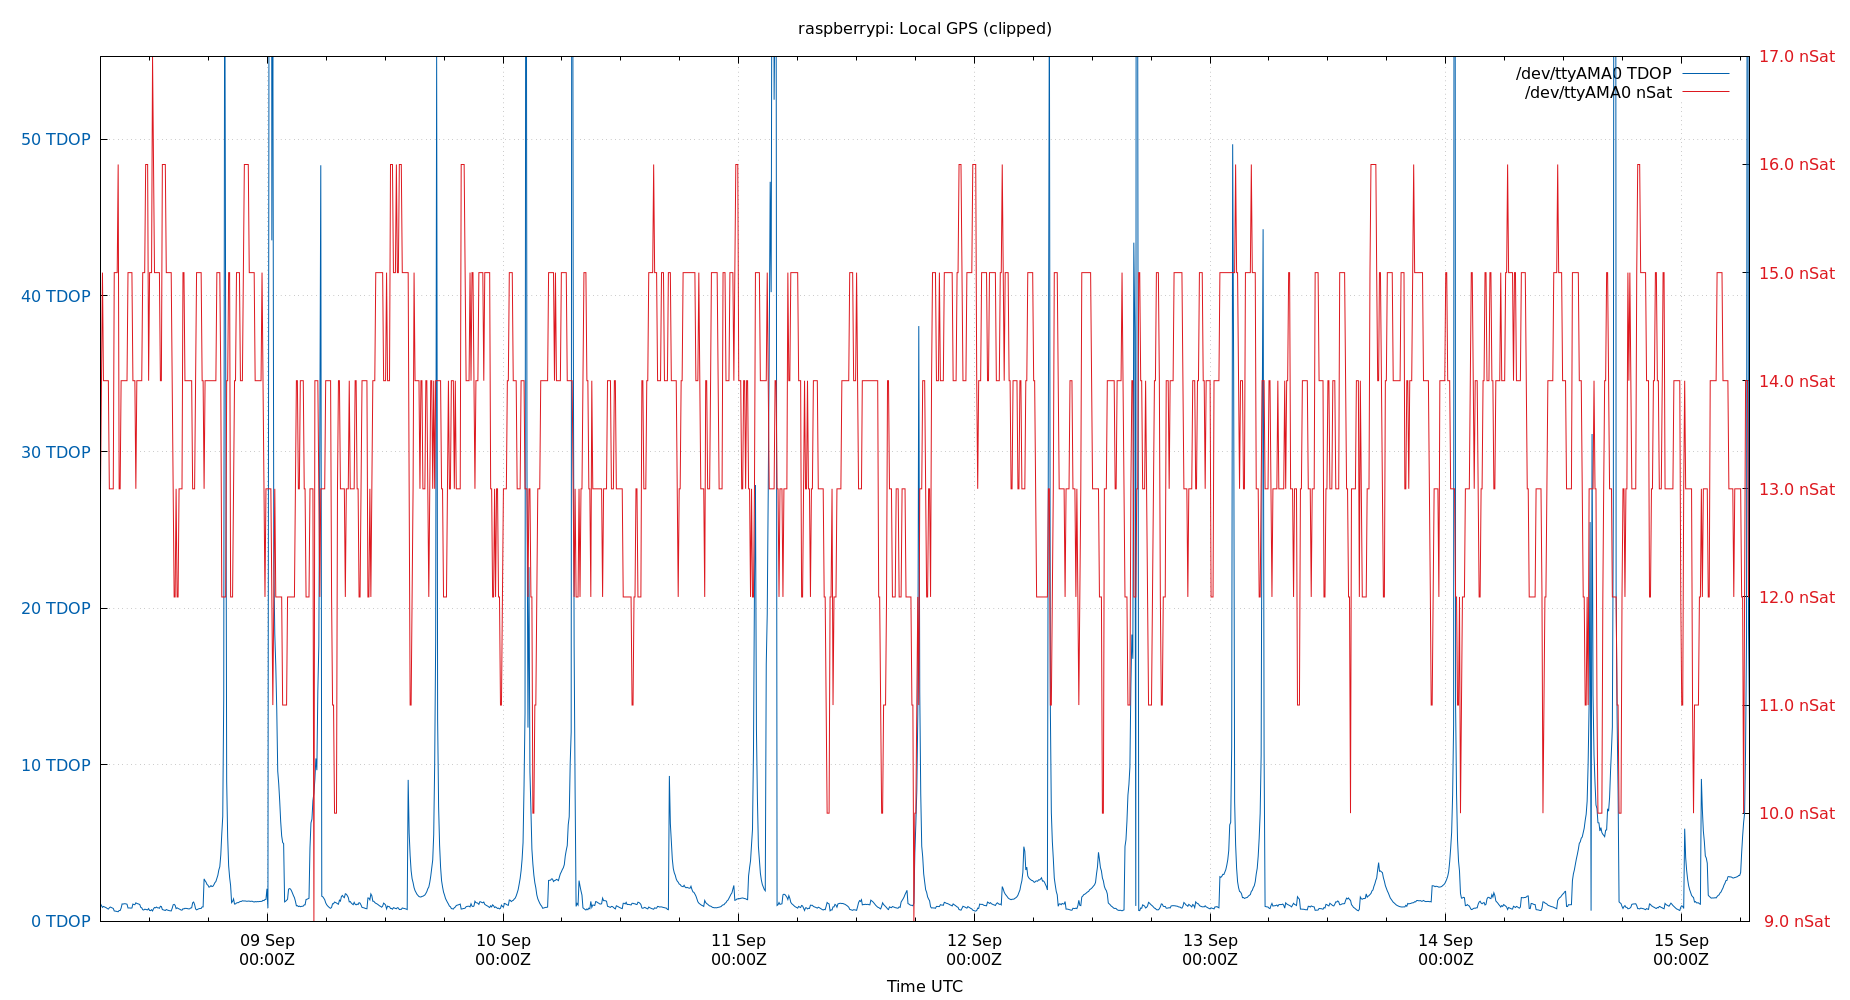 raspberrypi: Local GPS (clipped)
17.0 nSat
/dev/ttyAMA0 TDOP
/dev/ttyAMA0 nSat
50 TDOP
16.0 nSat
40 TDOP
15.0 nSat
14.0 nSat
30 TDOP
13.0 nSat
20 TDOP
12.0 nSat
11.0 nSat
10 TDOP
10.0 nSat
0 TDOP
9.0 nSat
09 Sep
00:00Z
10 Sep
00:00Z
11 Sep
00:00Z
12 Sep
00:00Z
13 Sep
00:00Z
14 Sep
00:00Z
15 Sep
00:00Z
Time UTC